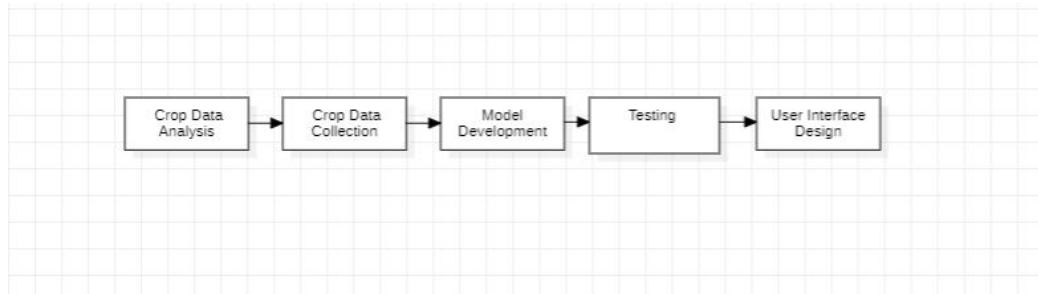 Crop Data
Analysis
Crop Data
Collection
Model
Development
Testing
User Interface
Design